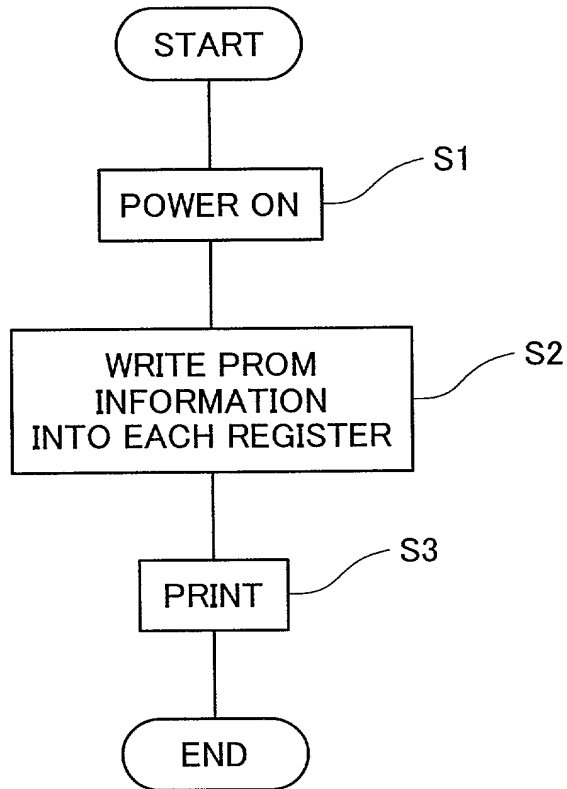 START
S1
POWER ON
S2
WRITE PROM
INFORMATION
INTO EACH REGISTER
S3
PRINT
END